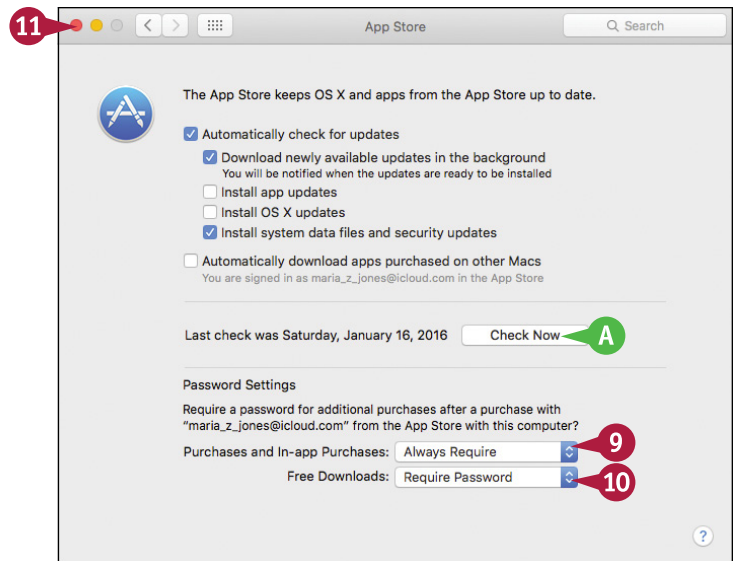 11
App Store
Search
The App Store keeps OS X and apps from the App Store up to date.
Automatically check for updates
Download newly available updates in the background
You will be notified when the updates are ready to be installed
Install app updates
Install OS X updates
Install system data files and security updates
Automatically download apps purchased on other Macs
You are signed in as maria_z_jones@icloud.com in the App Store
Last check was Saturday, January 16, 2016 Check Now A
Password Settings
Require a password for additional purchases after a purchase with
“maria_z_jones@icloud.com” from the App Store with this computer?
Purchases and In-app Purchases: Always Require 9
Free Downloads: Require Password 10
?